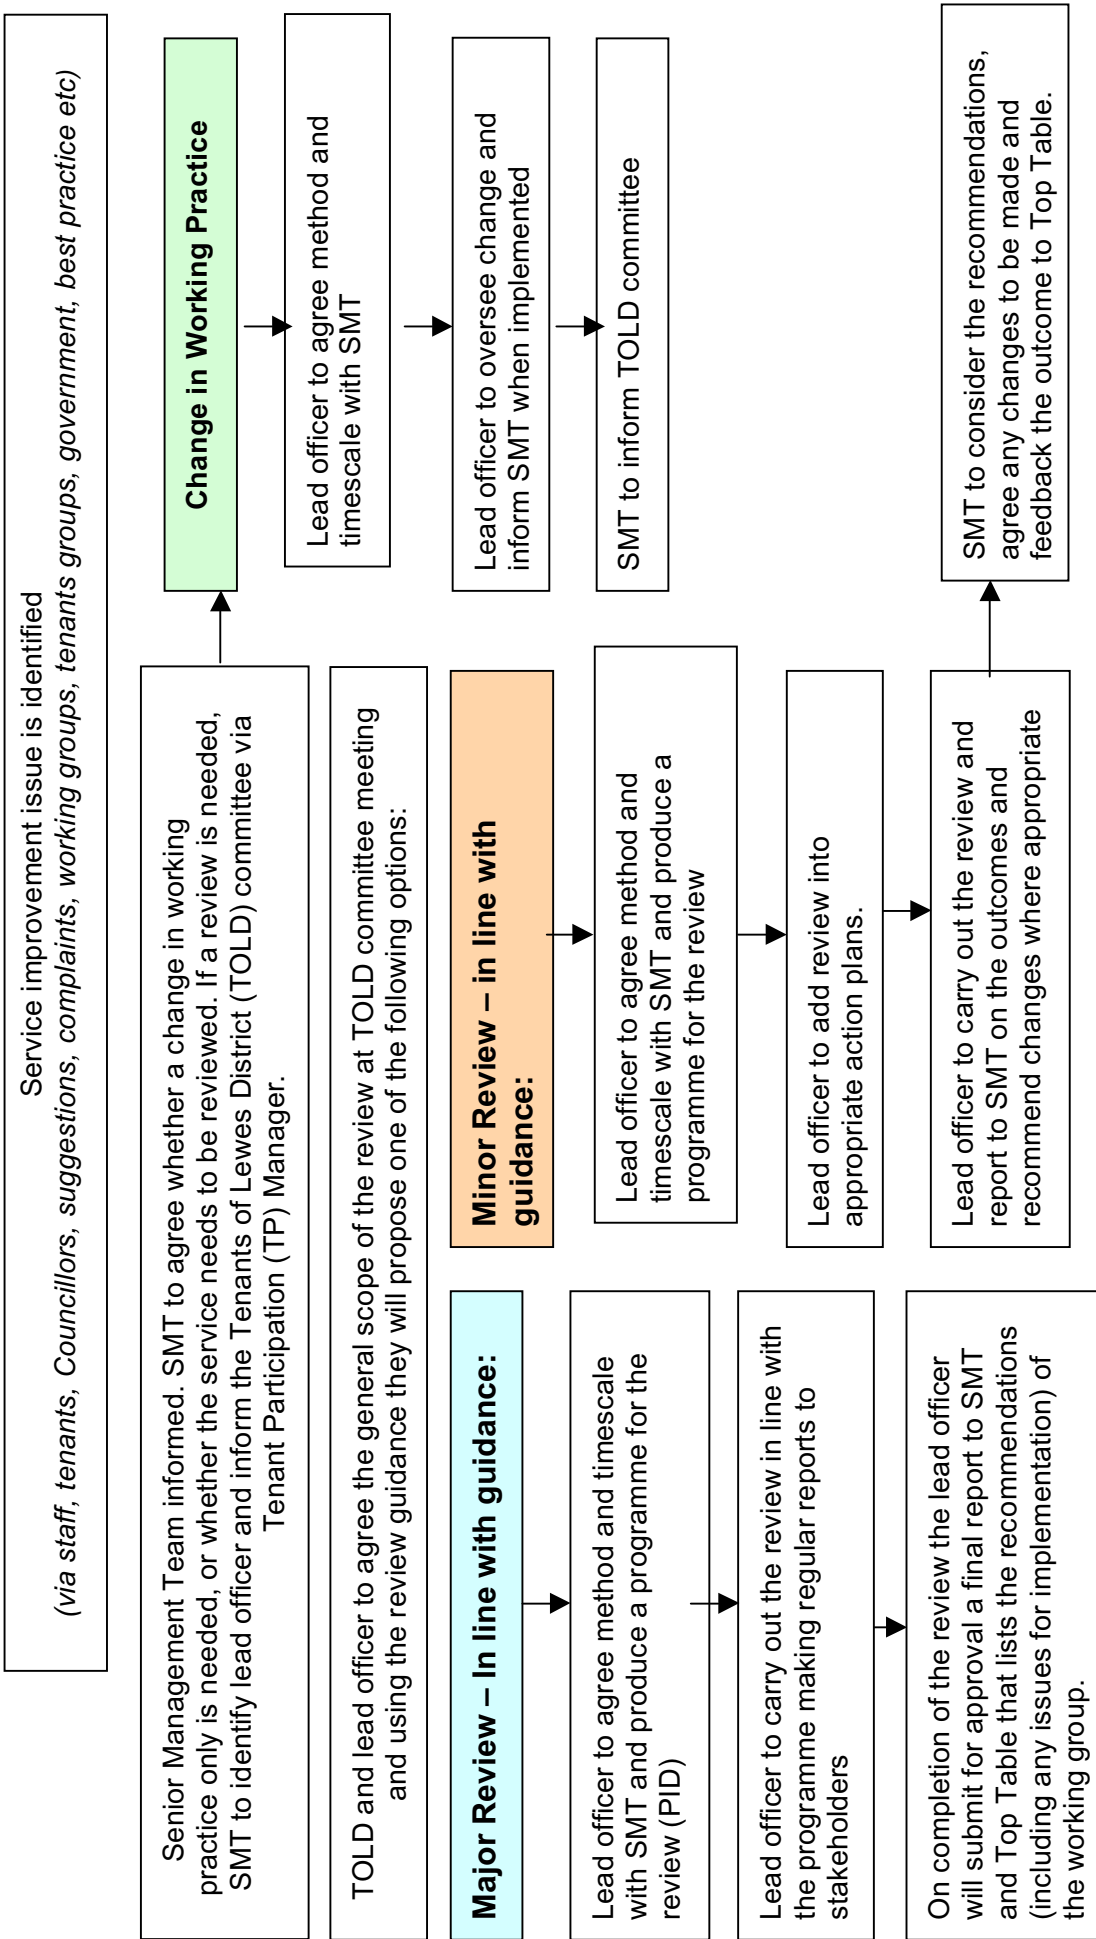 Service improvement issue is identified
(via staff, tenants, Councillors, suggestions, complaints, working groups, tenants groups, government, best practice etc)
Senior Management Team informed. SMT to agree whether a change in working
practice only is needed, or whether the service needs to be reviewed. If a review is needed,
SMT to identify lead officer and inform the Tenants of Lewes District (TOLD) committee via
Tenant Participation (TP) Manager.
Change in Working Practice
Lead officer to agree method and
timescale with SMT
Lead officer to oversee change and
inform SMT when implemented
SMT to inform TOLD committee
TOLD and lead officer to agree the general scope of the review at TOLD committee meeting
and using the review guidance they will propose one of the following options:
Major Review – In line with guidance:
Lead officer to agree method and timescale
with SMT and produce a programme for the
review (PID)
Lead officer to carry out the review in line with
the programme making regular reports to
stakeholders
On completion of the review the lead officer
will submit for approval a final report to SMT
and Top Table that lists the recommendations
(including any issues for implementation) of
the working group.
Minor Review – in line with
guidance:
Lead officer to agree method and
timescale with SMT and produce a
programme for the review
Lead officer to add review into
appropriate action plans.
Lead officer to carry out the review and
report to SMT on the outcomes and
recommend changes where appropriate
SMT to consider the recommendations,
agree any changes to be made and
feedback the outcome to Top Table.